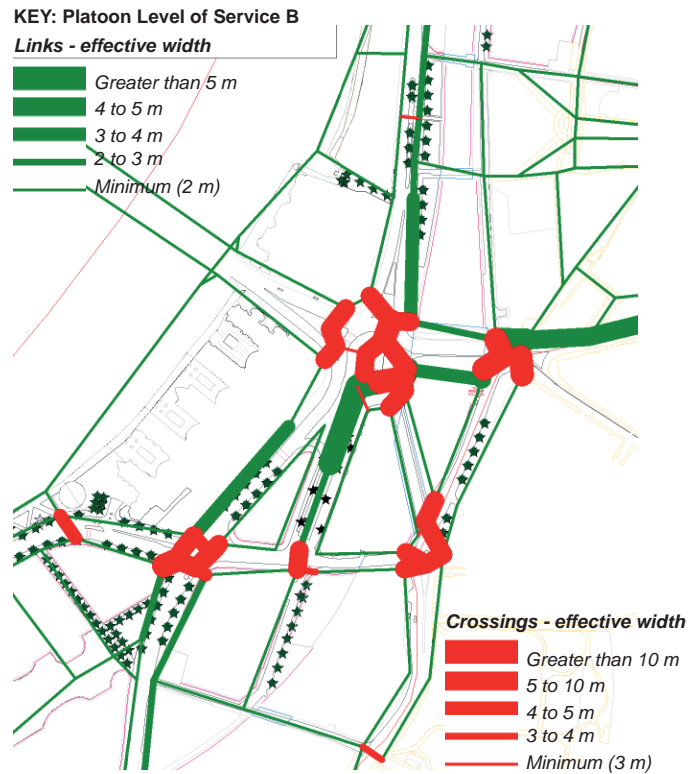 KEY: Platoon Level of Service B
Links - effective width
Greater than 5 m
4 to 5 m
3 to 4 m
2 to 3 m
Minimum (2 m)
Crossings - effective width
Greater than 10 m
5 to 10 m
4 to 5 m
3 to 4 m
Minimum (3 m)